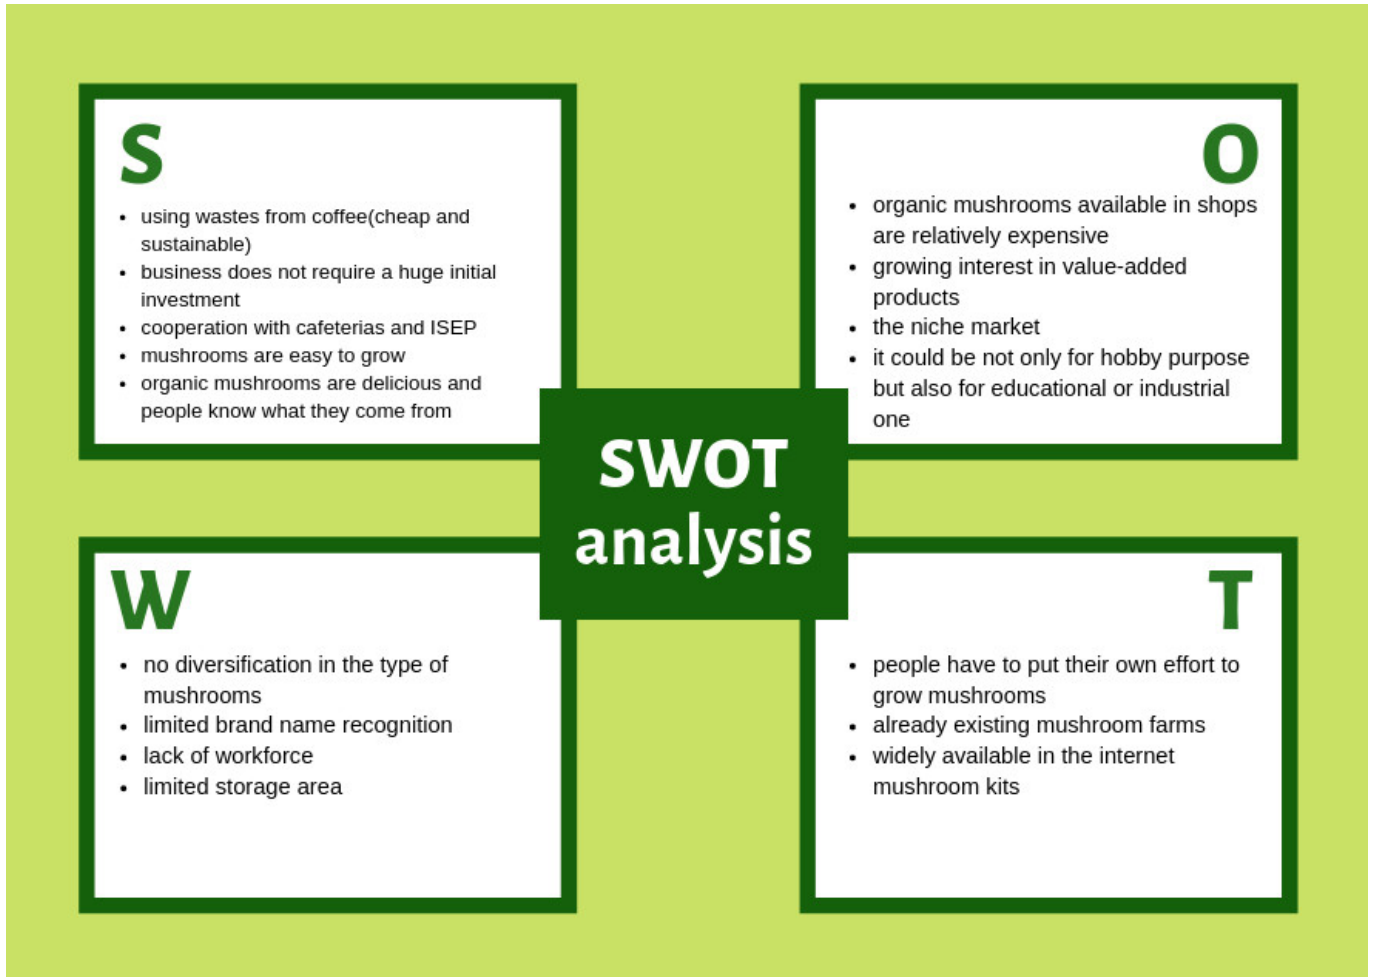 S
• using wastes from coffee(cheap and
sustainable)
• business does not require a huge initial
investment
• cooperation with cafeterias and ISEP
• mushrooms are easy to grow
• organic mushrooms are delicious and
people know what they come from
O
• organic mushrooms available in shops
are relatively expensive
• growing interest in value-added
products
• the niche market
• it could be not only for hobby purpose
but also for educational or industrial
one
SWOT
analysis
W
• no diversification in the type of
mushrooms
• limited brand name recognition
• lack of workforce
• limited storage area
T
• people have to put their own effort to
grow mushrooms
• already existing mushroom farms
• widely available in the internet
mushroom kits